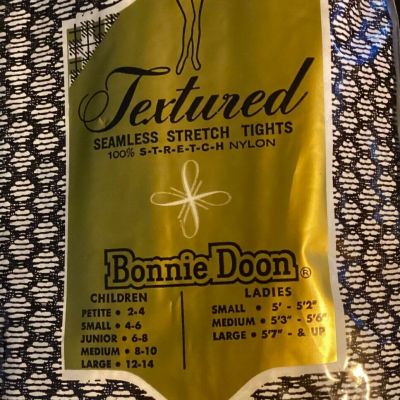 Textured
SEAMLESS STRETCH TIGHTS
100% S-T-R-E-T-C-H NYLON
Bonnie Doon ®
CHILDREN
PETITE • 2-4
SMALL • 4-6
JUNIOR • 6-8
MEDIUM • 8-10
LARGE • 12-14
LADIES
SMALL • 5' - 5'2"
MEDIUM • 5'3" - 5'6"
LARGE • 5'7" - & UP